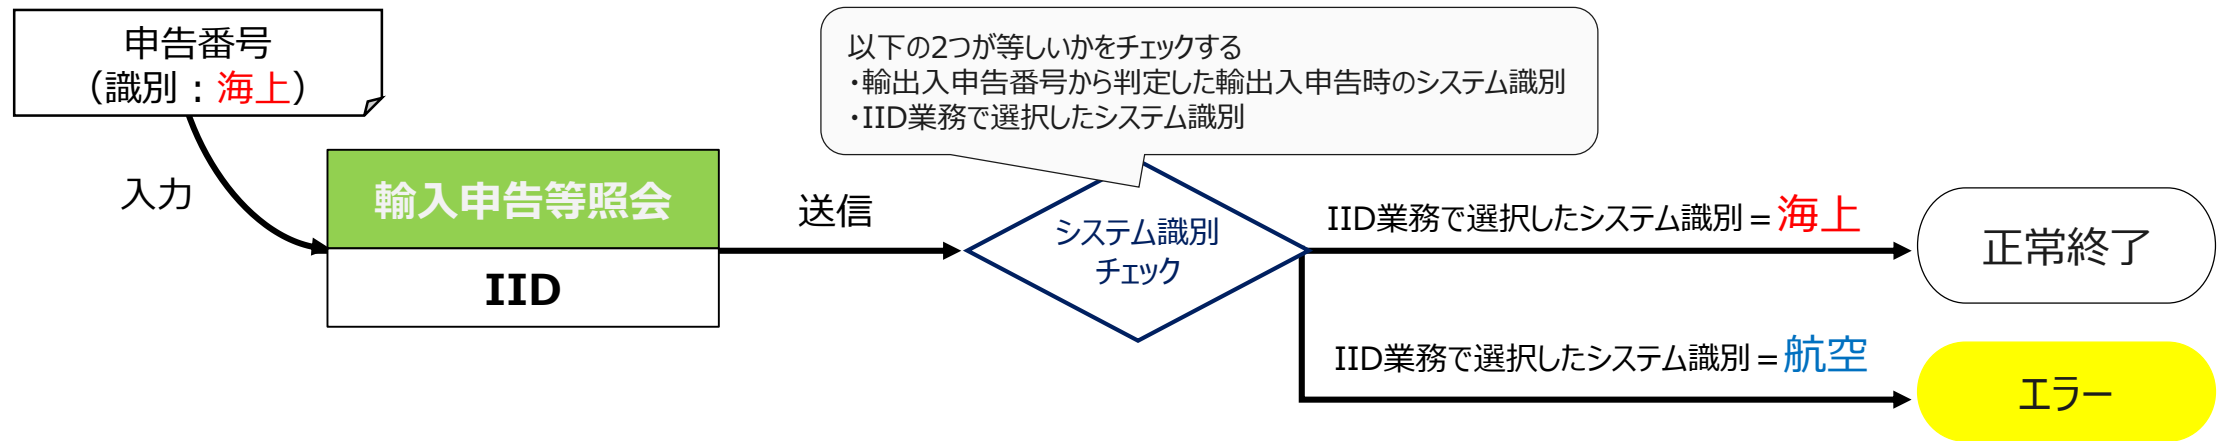 申告番号
（識別：海上）
以下の2つが等しいかをチェックする
・輸出入申告番号から判定した輸出入申告時のシステム識別
・IID業務で選択したシステム識別
入力
輸入申告等照会
IID
送信
システム識別
チェック
IID業務で選択したシステム識別＝海上
正常終了
IID業務で選択したシステム識別＝航空
エラー